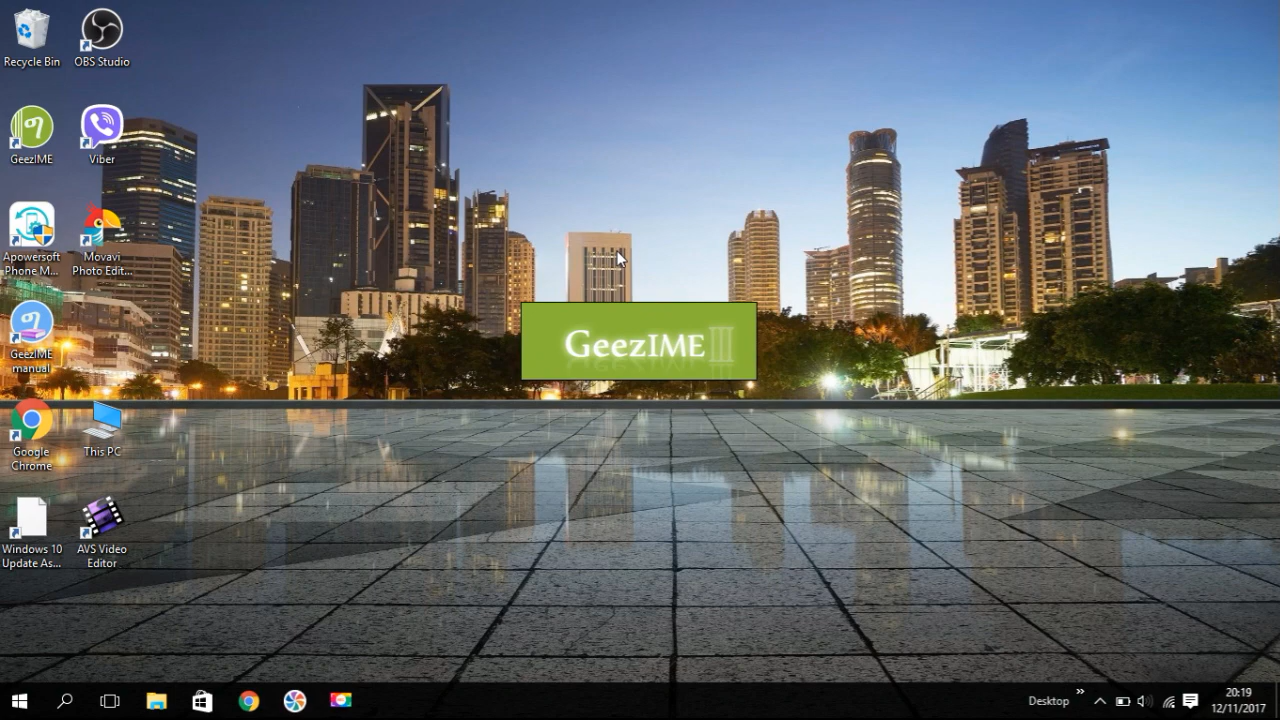 Recycle Bin
OBS Studio
GeezIME
Viber
Apowersoft
Phone M...
Movavi
Photo Edit...
GeezIME
manual
Google
Chrome
This PC
Windows 10
Update As...
AVS Video
Editor
GeezIME III
Desktop
20:19
12/11/2017